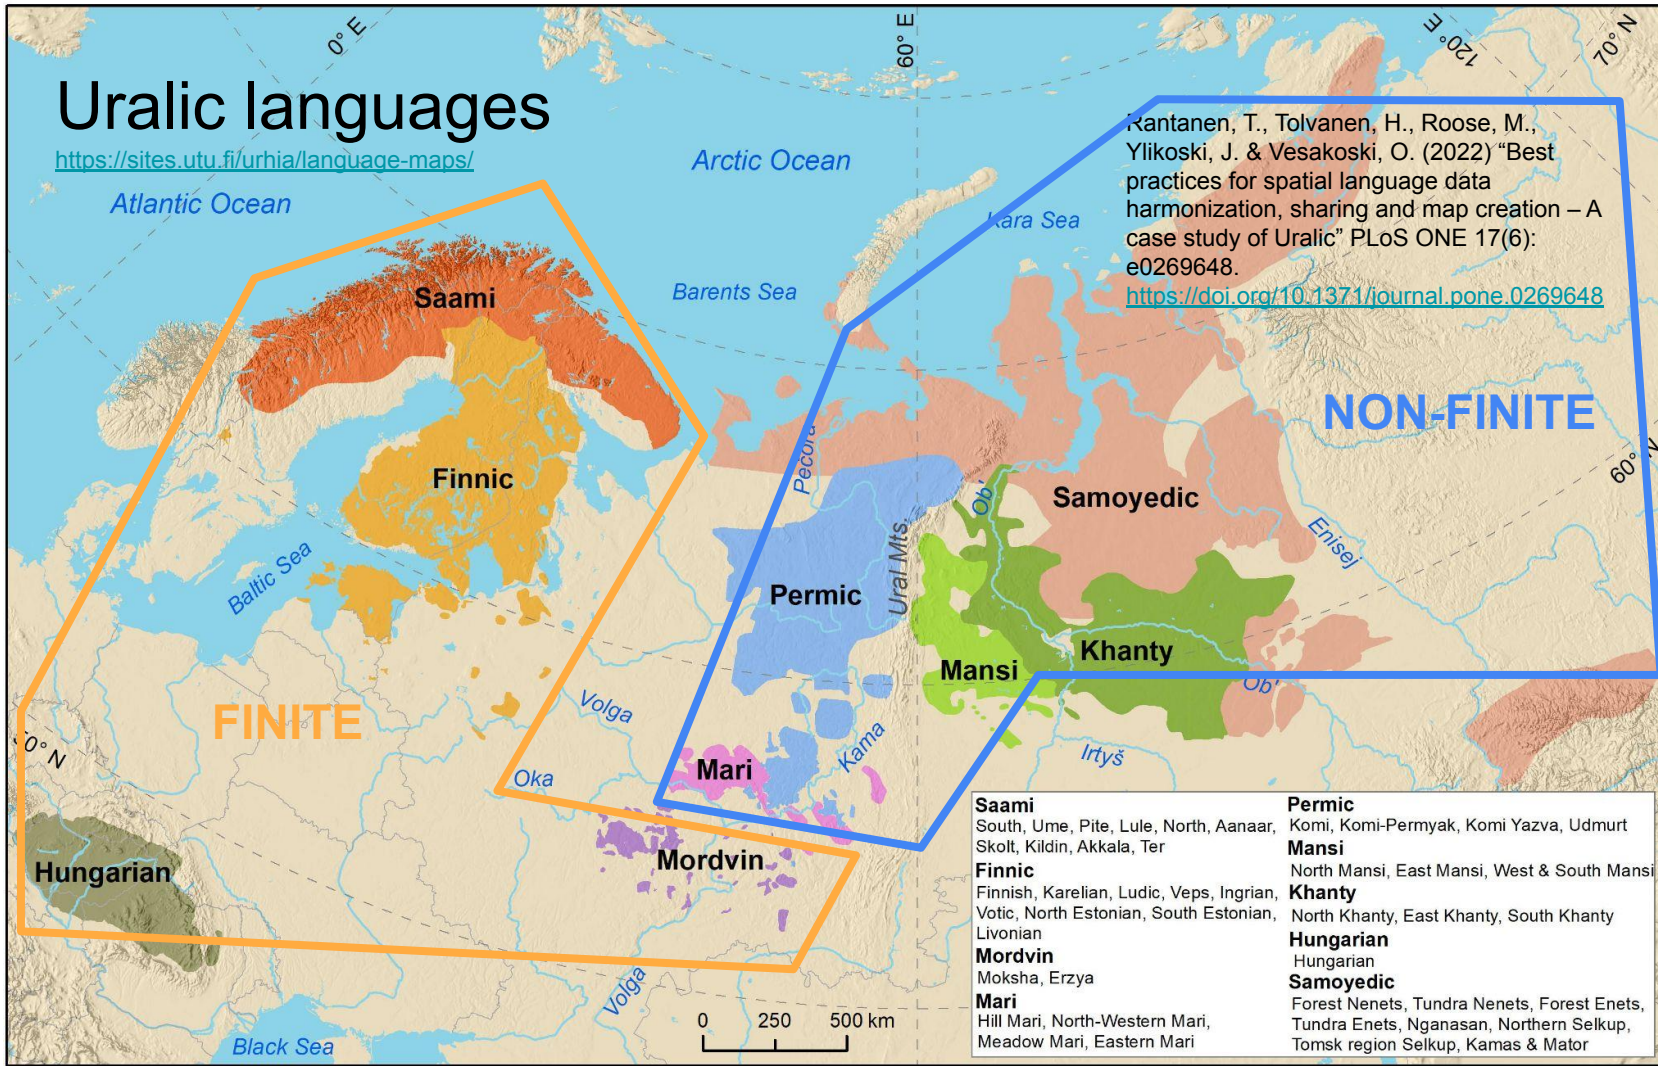 Uralic languages
https://sites.utu.fi/urhia/language-maps/
0° E
60° E
120° E
70° N
Atlantic Ocean
Arctic Ocean
Kara Sea
Barents Sea
Rantanen, T., Tolvanen, H., Roose, M.,
Ylikoski, J. & Vesakoski, O. (2022) “Best
practices for spatial language data
harmonization, sharing and map creation – A
case study of Uralic” PLoS ONE 17(6):
e0269648.
https://doi.org/10.1371/journal.pone.0269648
Saami
Finnic
NON-FINITE
60° N
Pečora
Ob'
Samoyedic
Enisej
Baltic Sea
Permic
Ural Mts.
Mansi
Khanty
Ob'
FINITE
50° N
Volga
Kama
Irtyš
Oka
Mari
Mordvin
Hungarian
Volga
Black Sea
0 250 500 km
Saami
South, Ume, Pite, Lule, North, Aanaar,
Skolt, Kildin, Akkala, Ter
Finnic
Finnish, Karelian, Ludic, Veps, Ingrian,
Votic, North Estonian, South Estonian,
Livonian
Mordvin
Moksha, Erzya
Mari
Hill Mari, North-Western Mari,
Meadow Mari, Eastern Mari
Permic
Komi, Komi-Permyak, Komi Yazva, Udmurt
Mansi
North Mansi, East Mansi, West & South Mansi
Khanty
North Khanty, East Khanty, South Khanty
Hungarian
Hungarian
Samoyedic
Forest Nenets, Tundra Nenets, Forest Enets,
Tundra Enets, Nganasan, Northern Selkup,
Tomsk region Selkup, Kamas & Mator